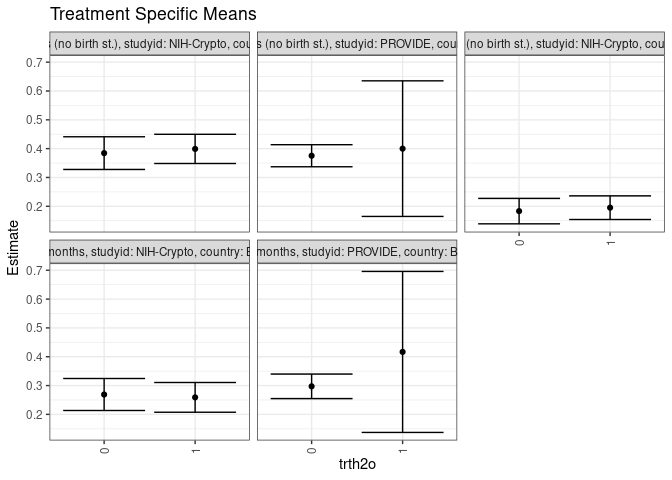 Treatment Specific Means
(no birth st.), studyid: NIH-Crypto, cou
(no birth st.), studyid: PROVIDE, cou
(no birth st.), studyid: NIH-Crypto, cou
0.7
0.6
0.5
0.4
0.3
0.2
0
1
Estimate
months, studyid: NIH-Crypto, country:
months, studyid: PROVIDE, country: B
0.7
0.6
0.5
0.4
0.3
0.2
0
1
0
1
trth2o